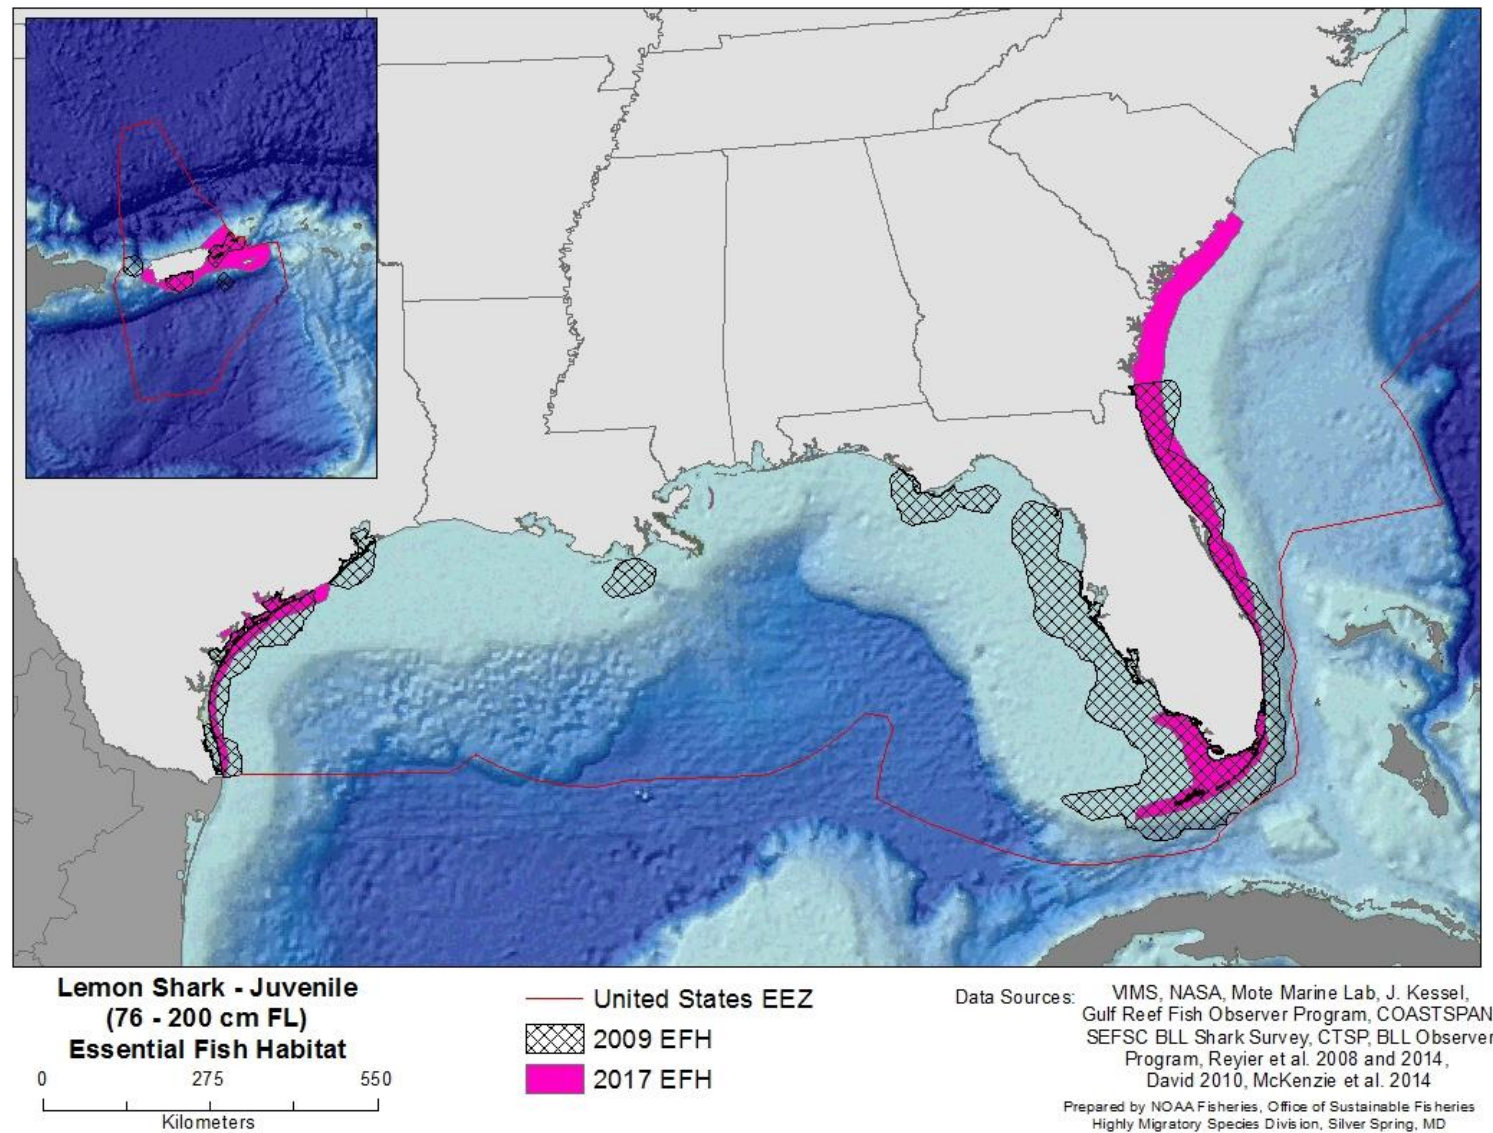 Lemon Shark - Juvenile
(76 - 200 cm FL)
Essential Fish Habitat
0 275 550
Kilometers
United States EEZ
2009 EFH
2017 EFH
Data Sources: VIMS, NASA, Mote Marine Lab, J. Kessel,
Gulf Reef Fish Observer Program, COASTSPAN
SEFSC BLL Shark Survey, CTSP, BLL Observer
Program, Reyier et al. 2008 and 2014,
David 2010, McKenzie et al. 2014
Prepared by NOAA Fisheries, Office of Sustainable Fisheries
Highly Migratory Species Division, Silver Spring, MD